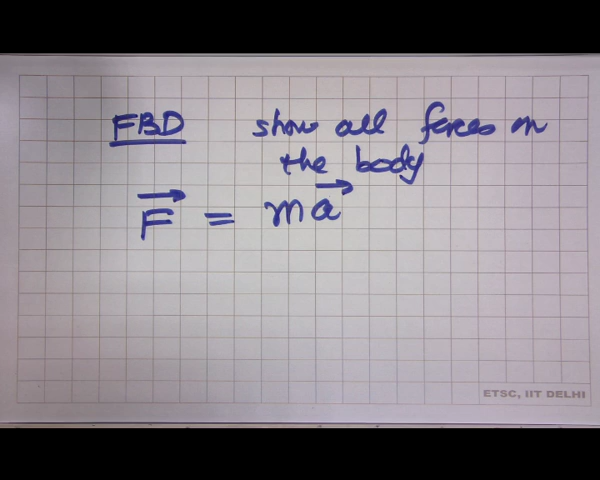 FBD show all forces on
the body
F⃗ = ma⃗
ETSC, IIT DELHI